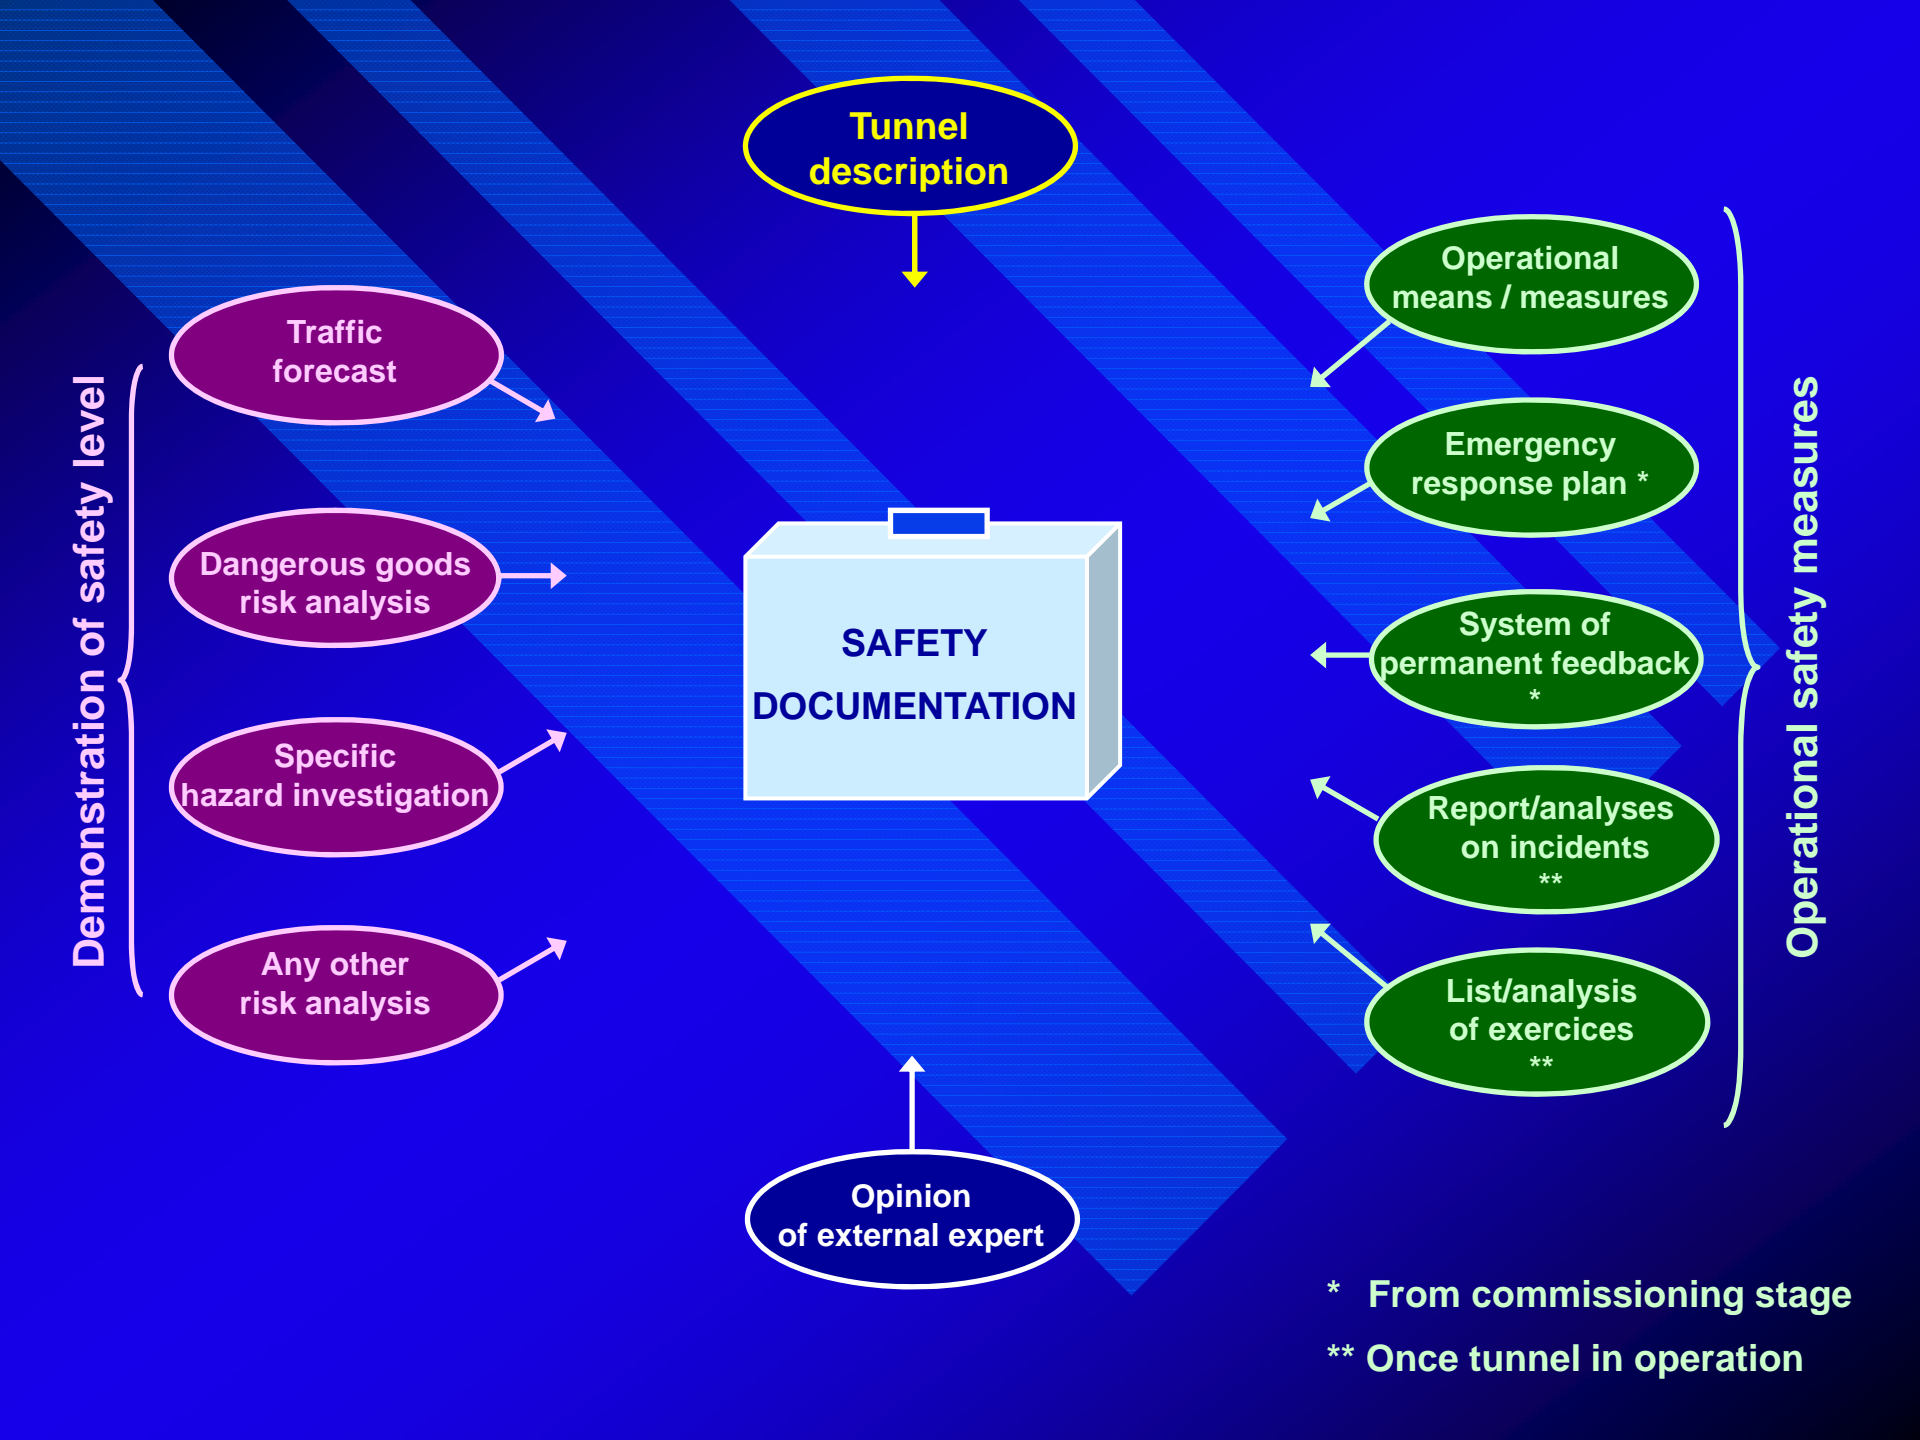 Tunnel
description
Demonstration of safety level
Traffic
forecast
Dangerous goods
risk analysis
Specific
hazard investigation
Any other
risk analysis
SAFETY
DOCUMENTATION
Opinion
of external expert
Operational
means / measures
Emergency
response plan *
System of
permanent feedback
*
Report/analyses
on incidents
**
List/analysis
of exercices
**
Operational safety measures
* From commissioning stage
** Once tunnel in operation